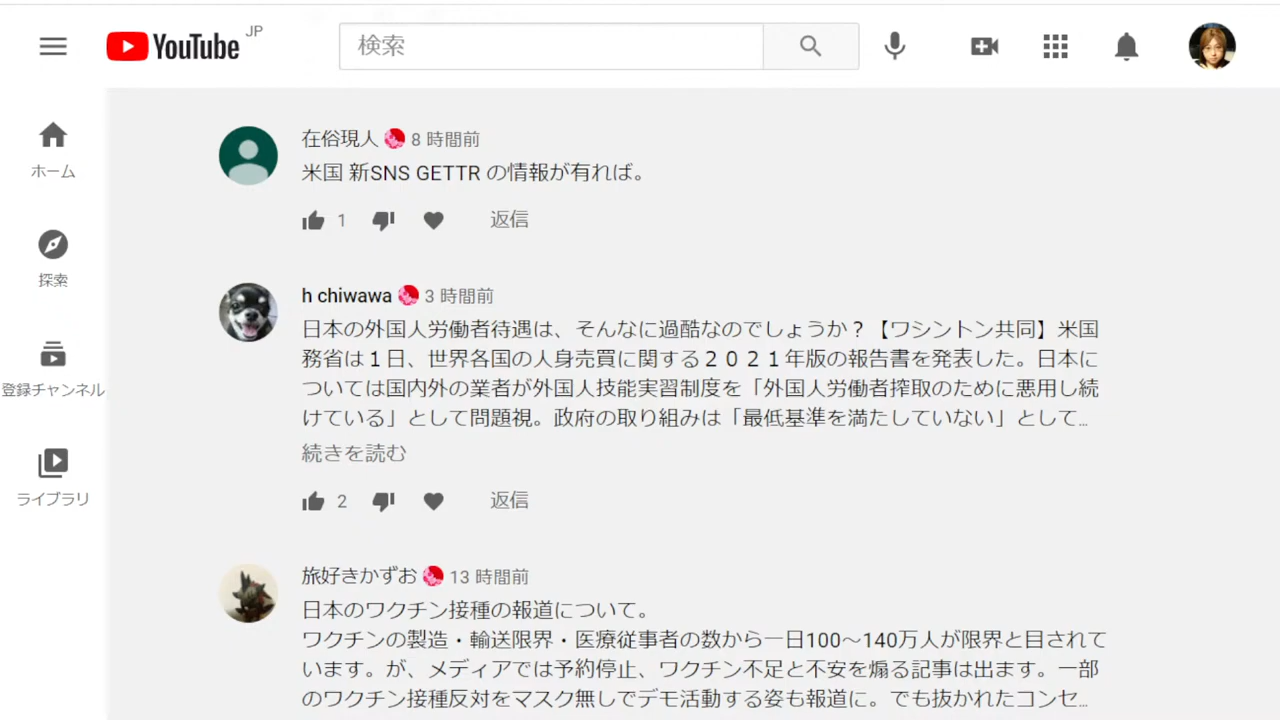 YouTube JP
検索
ホーム
探索
登録チャンネル
ライブラリ
在俗現人 8 時間前
米国 新SNS GETTR の情報が有れば。
1 返信
h chiwawa 3 時間前
日本の外国人労働者待遇は、そんなに過酷なのでしょうか？【ワシントン共同】米国
務省は１日、世界各国の人身売買に関する２０２１年版の報告書を発表した。日本に
ついては国内外の業者が外国人技能実習制度を「外国人労働者搾取のために悪用し続
けている」として問題視。政府の取り組みは「最低基準を満たしていない」として...
続きを読む
2 返信
旅好きかずお 13 時間前
日本のワクチン接種の報道について。
ワクチンの製造・輸送限界・医療従事者の数から一日100〜140万人が限界と目されて
います。が、メディアでは予約停止、ワクチン不足と不安を煽る記事は出ます。一部
のワクチン接種反対をマスク無しでデモ活動する姿も報道に。でも抜かれたコンセ...